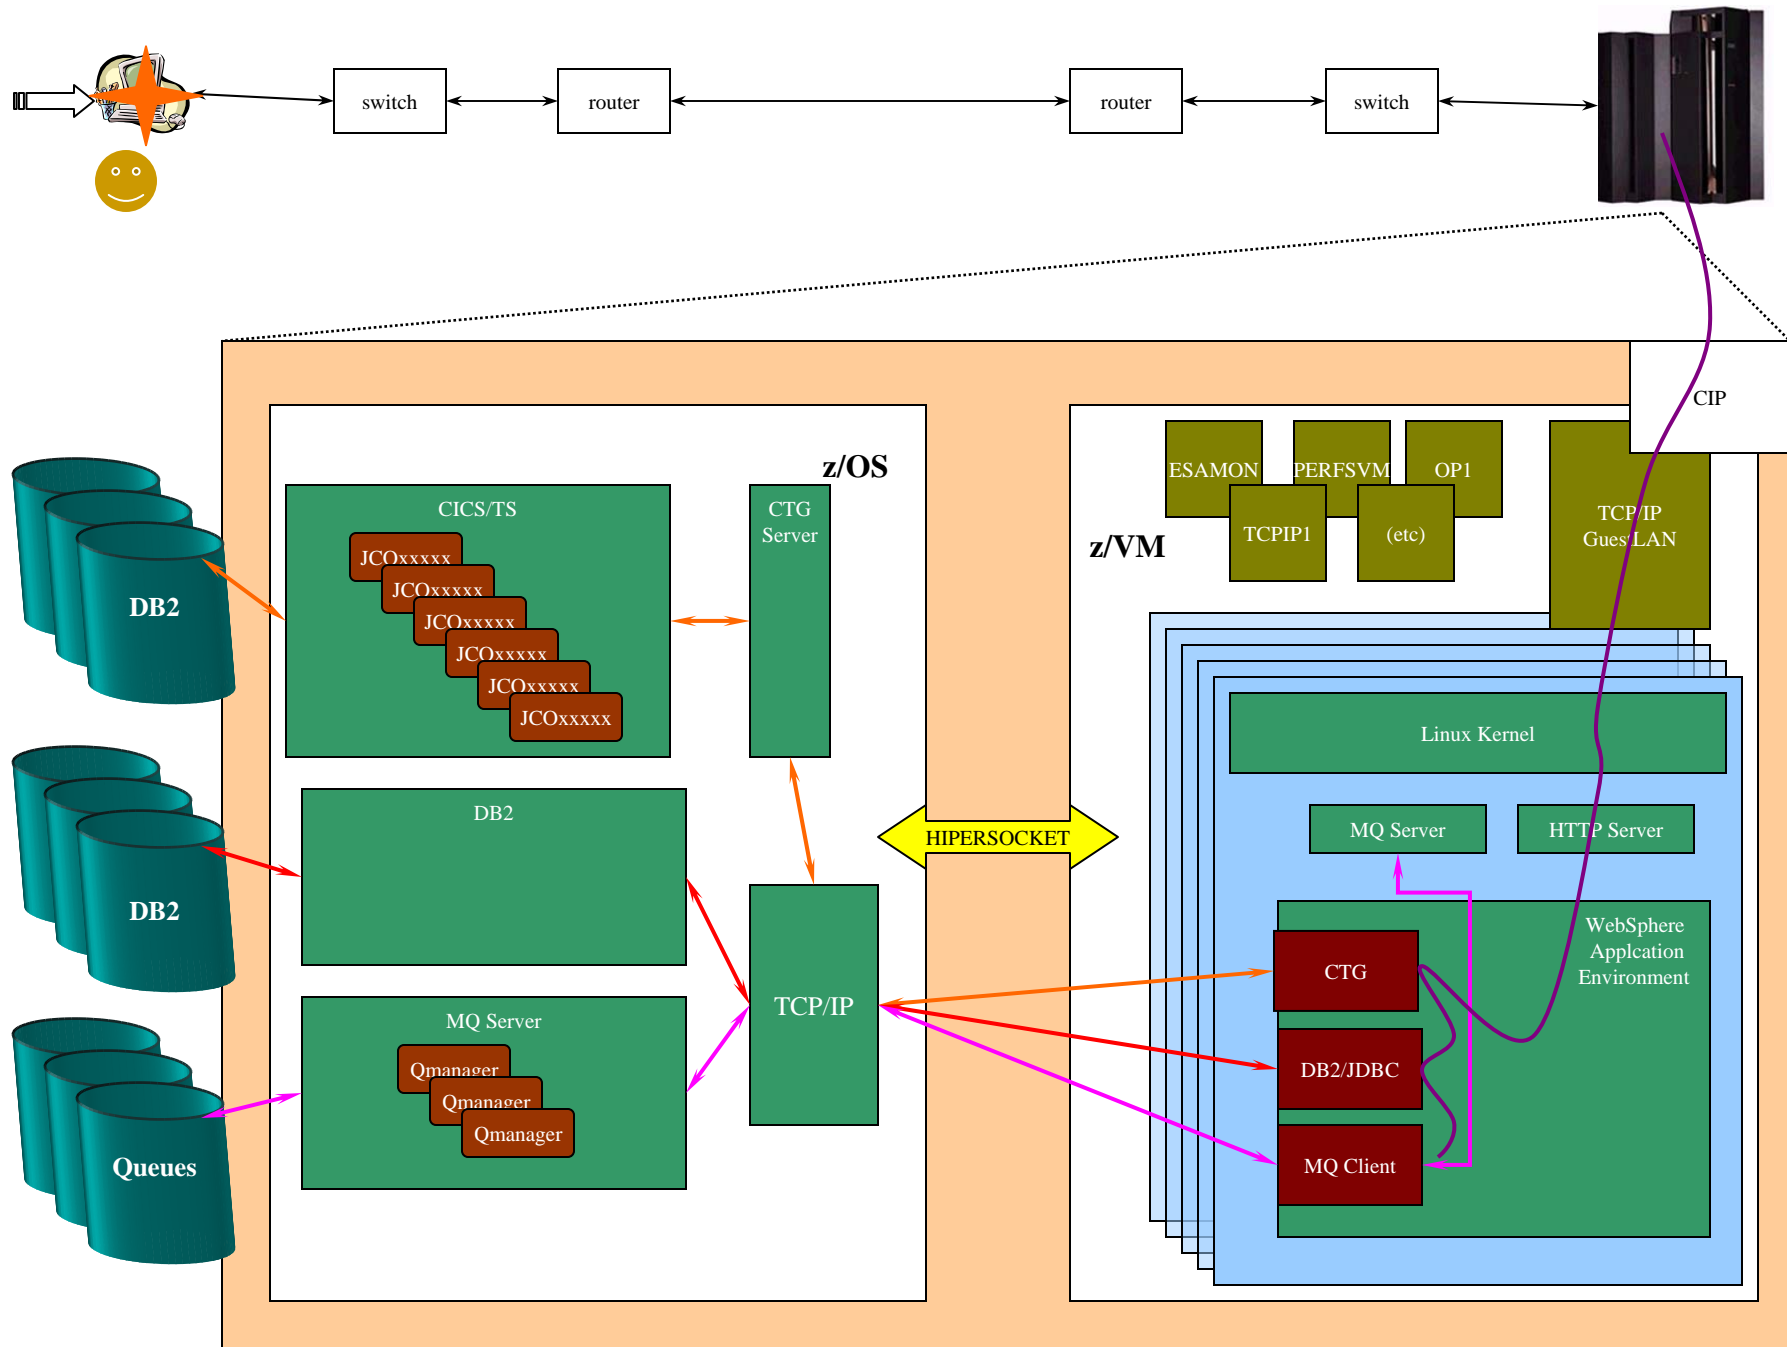 switch
router
router
switch
CIP
z/OS
CICS/TS
JCOxxxxx
JCOxxxxx
JCOxxxxx
JCOxxxxx
JCOxxxxx
JCOxxxxx
CTG
Server
DB2
DB2
DB2
MQ Server
Qmanager
Qmanager
Qmanager
Queues
TCP/IP
HIPERSOCKET
z/VM
ESAMON
PERFSVM
OP1
TCPIP1
(etc)
TCP/IP
GuestLAN
Linux Kernel
MQ Server
HTTP Server
WebSphere
Applcation
Environment
CTG
DB2/JDBC
MQ Client